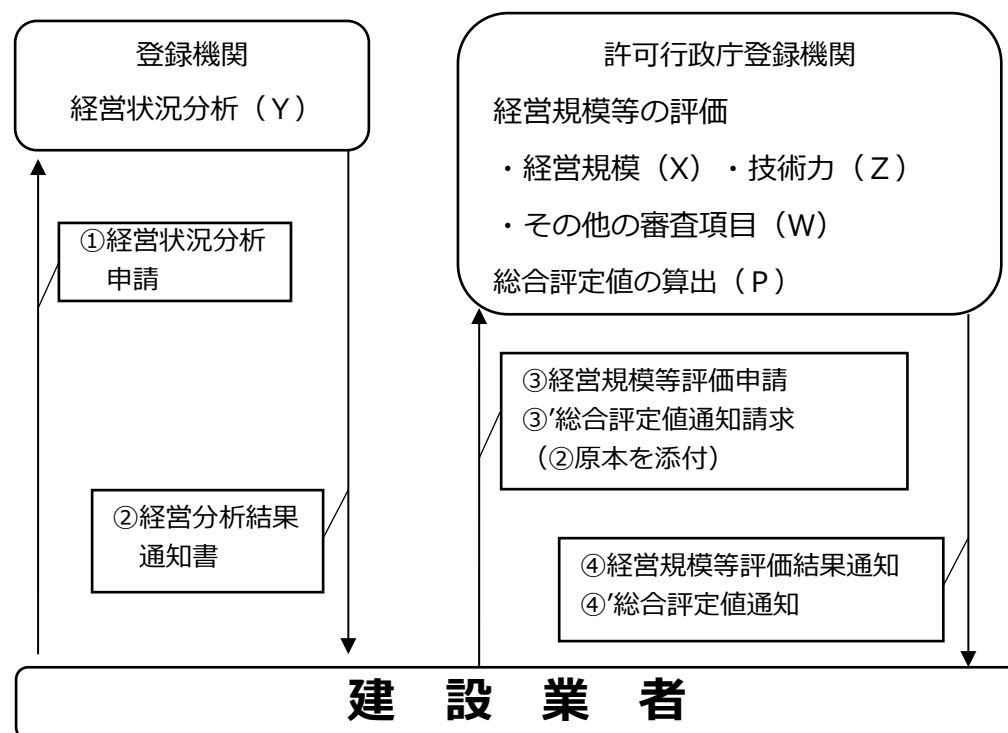 登録機関
経営状況分析（Ｙ）
許可行政庁登録機関
経営規模等の評価
・経営規模（X）・技術力（Ｚ）
・その他の審査項目（W）
総合評定値の算出（Ｐ）
①経営状況分析
申請
②経営分析結果
通知書
③経営規模等評価申請
③’総合評定値通知請求
（②原本を添付）
④経営規模等評価結果通知
④’総合評定値通知
建　設　業　者